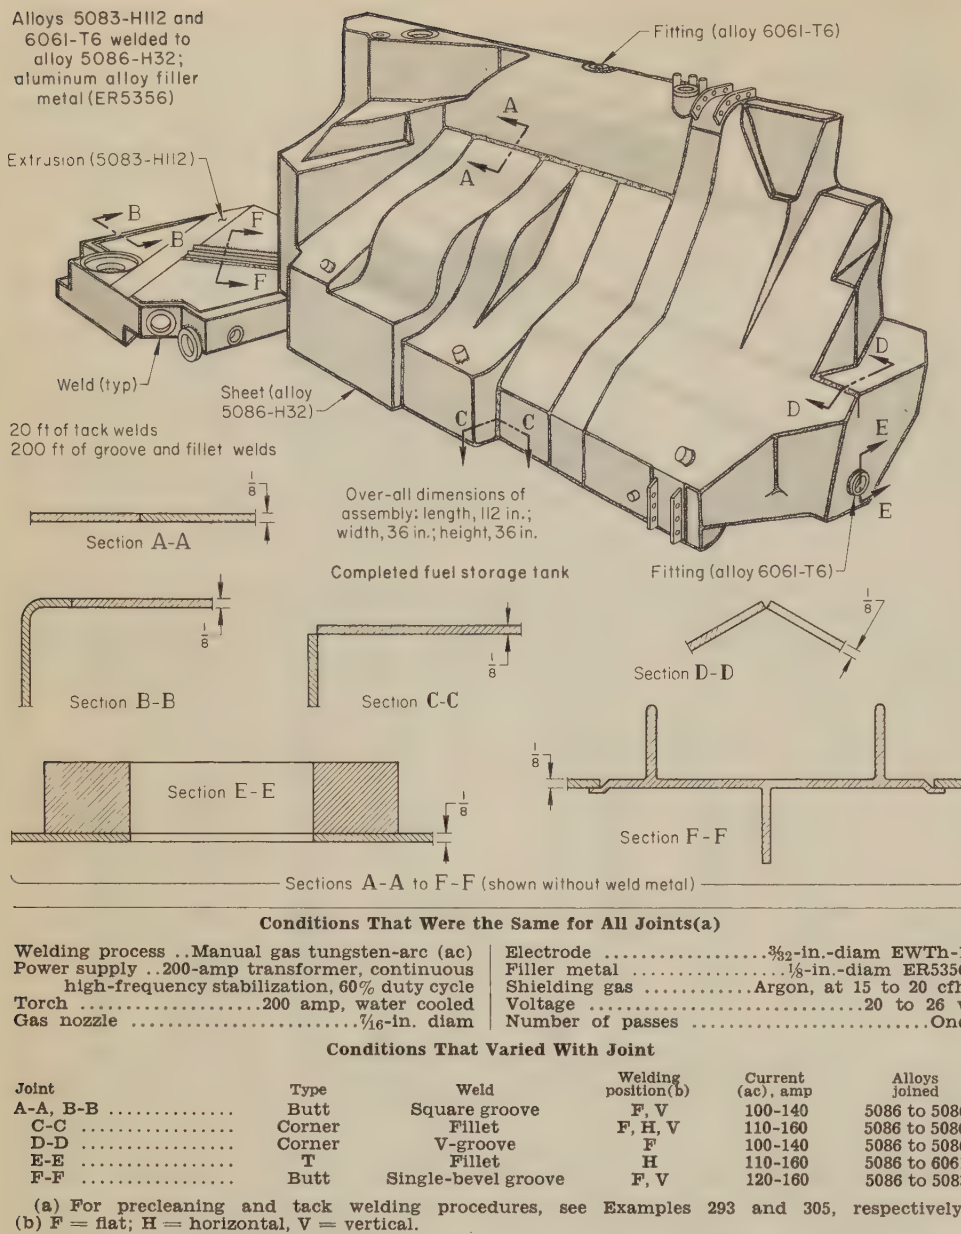 Alloys 5083-H112 and
6061-T6 welded to
alloy 5086-H32;
aluminum alloy filler
metal (ER5356)
Fitting (alloy 6061-T6)
Extrusion (5083-H112)
A
A
B
B
F
F
D
D
C
C
E
E
Weld (typ)
Sheet (alloy
5086-H32)
20 ft of tack welds
200 ft of groove and fillet welds
Over-all dimensions of
assembly: length, 112 in.;
width, 36 in.; height, 36 in.
Completed fuel storage tank
Fitting (alloy 6061-T6)
1/8
Section A-A
1/8
Section B-B
1/8
Section C-C
1/8
Section D-D
1/8
Section E-E
1/8
Section F-F
Sections A-A to F-F (shown without weld metal)
Conditions That Were the Same for All Joints(a)
Welding process ..Manual gas tungsten-arc (ac)
Power supply ..200-amp transformer, continuous
high-frequency stabilization, 60% duty cycle
Torch ....................200 amp, water cooled
Gas nozzle .........................7/16-in. diam
Electrode ...................3/32-in.-diam EWTh-
Filler metal ................1/8-in.-diam ER535
Shielding gas ...........Argon, at 15 to 20 cfh
Voltage ............................20 to 26 v
Number of passes .........................One
Conditions That Varied With Joint
Joint Type Weld Welding position(b) Current (ac), amp Alloys joined
A-A, B-B .............. Butt Square groove F, V 100-140 5086 to 508
C-C ................ Corner Fillet F, H, V 110-160 5086 to 508
D-D ................ Corner V-groove F 100-140 5086 to 508
E-E ................ T Fillet H 110-160 5086 to 606
F-F ................ Butt Single-bevel groove F, V 120-160 5086 to 508
(a) For precleaning and tack welding procedures, see Examples 293 and 305, respectively
(b) F = flat; H = horizontal, V = vertical.